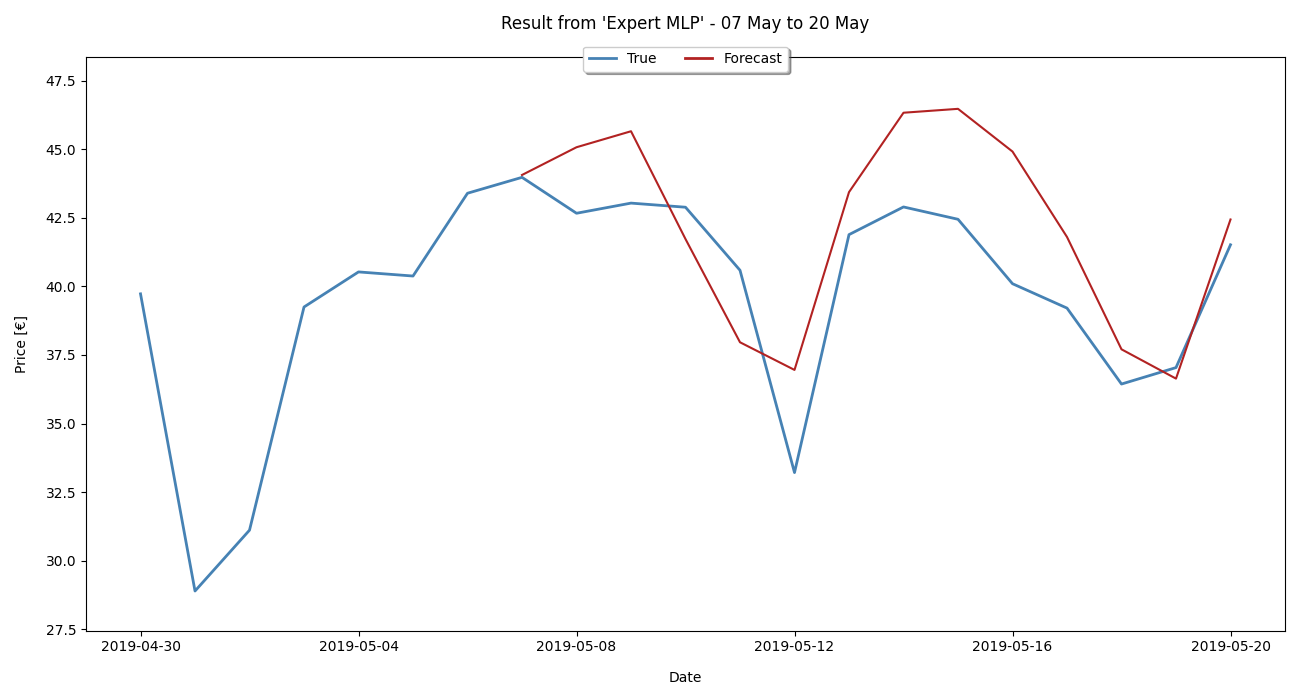 Result from 'Expert MLP' - 07 May to 20 May
True Forecast
47.5
45.0
42.5
40.0
37.5
35.0
32.5
30.0
27.5
Price [€]
2019-04-30 2019-05-04 2019-05-08 2019-05-12 2019-05-16 2019-05-20
Date